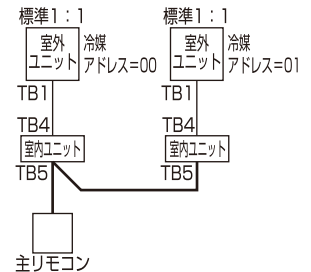 標準1：1
室外
ユニット
冷媒
アドレス=00
TB1
TB4
室内ユニット
TB5
主リモコン
標準1：1
室外
ユニット
冷媒
アドレス=01
TB1
TB4
室内ユニット
TB5